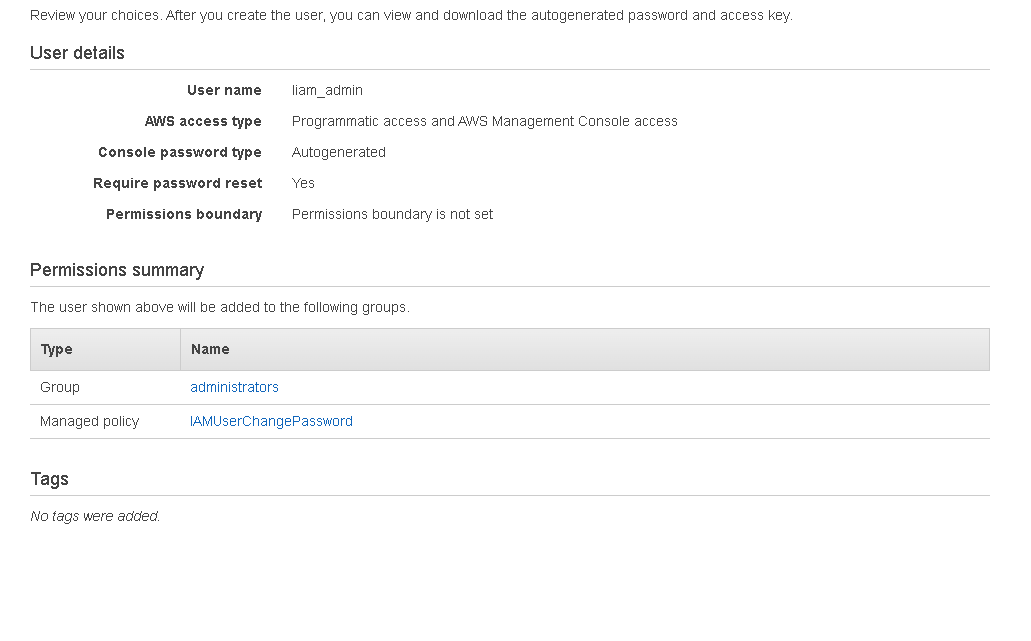 Review your choices. After you create the user, you can view and download the autogenerated password and access key.
User details
User name liam_admin
AWS access type Programmatic access and AWS Management Console access
Console password type Autogenerated
Require password reset Yes
Permissions boundary Permissions boundary is not set
Permissions summary
The user shown above will be added to the following groups.
Type Name
Group administrators
Managed policy IAMUserChangePassword
Tags
No tags were added.